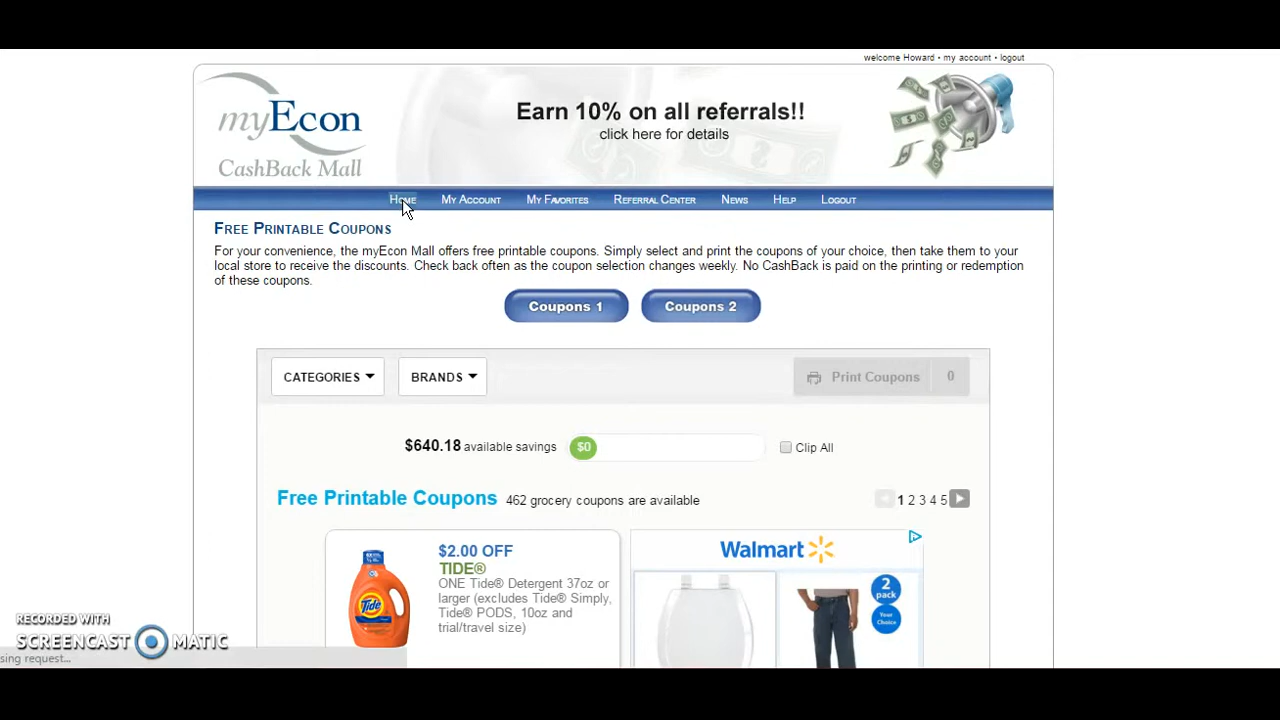 welcome Howard • my account • logout
myEcon
CashBack Mall
Earn 10% on all referrals!!
click here for details
Home My Account My Favorites Referral Center News Help Logout
Free Printable Coupons
For your convenience, the myEcon Mall offers free printable coupons. Simply select and print the coupons of your choice, then take them to your
local store to receive the discounts. Check back often as the coupon selection changes weekly. No CashBack is paid on the printing or redemption
of these coupons.
Coupons 1 Coupons 2
CATEGORIES BRANDS Print Coupons 0
$640.18 available savings $0 Clip All
Free Printable Coupons 462 grocery coupons are available 1 2 3 4 5
$2.00 OFF
TIDE®
ONE Tide® Detergent 37oz or
larger (excludes Tide® Simply,
Tide® PODS, 10oz and
trial/travel size)
Tide
Walmart
2
pack
Your
Choice
RECORDED WITH
SCREENCAST MATIC
sing request...